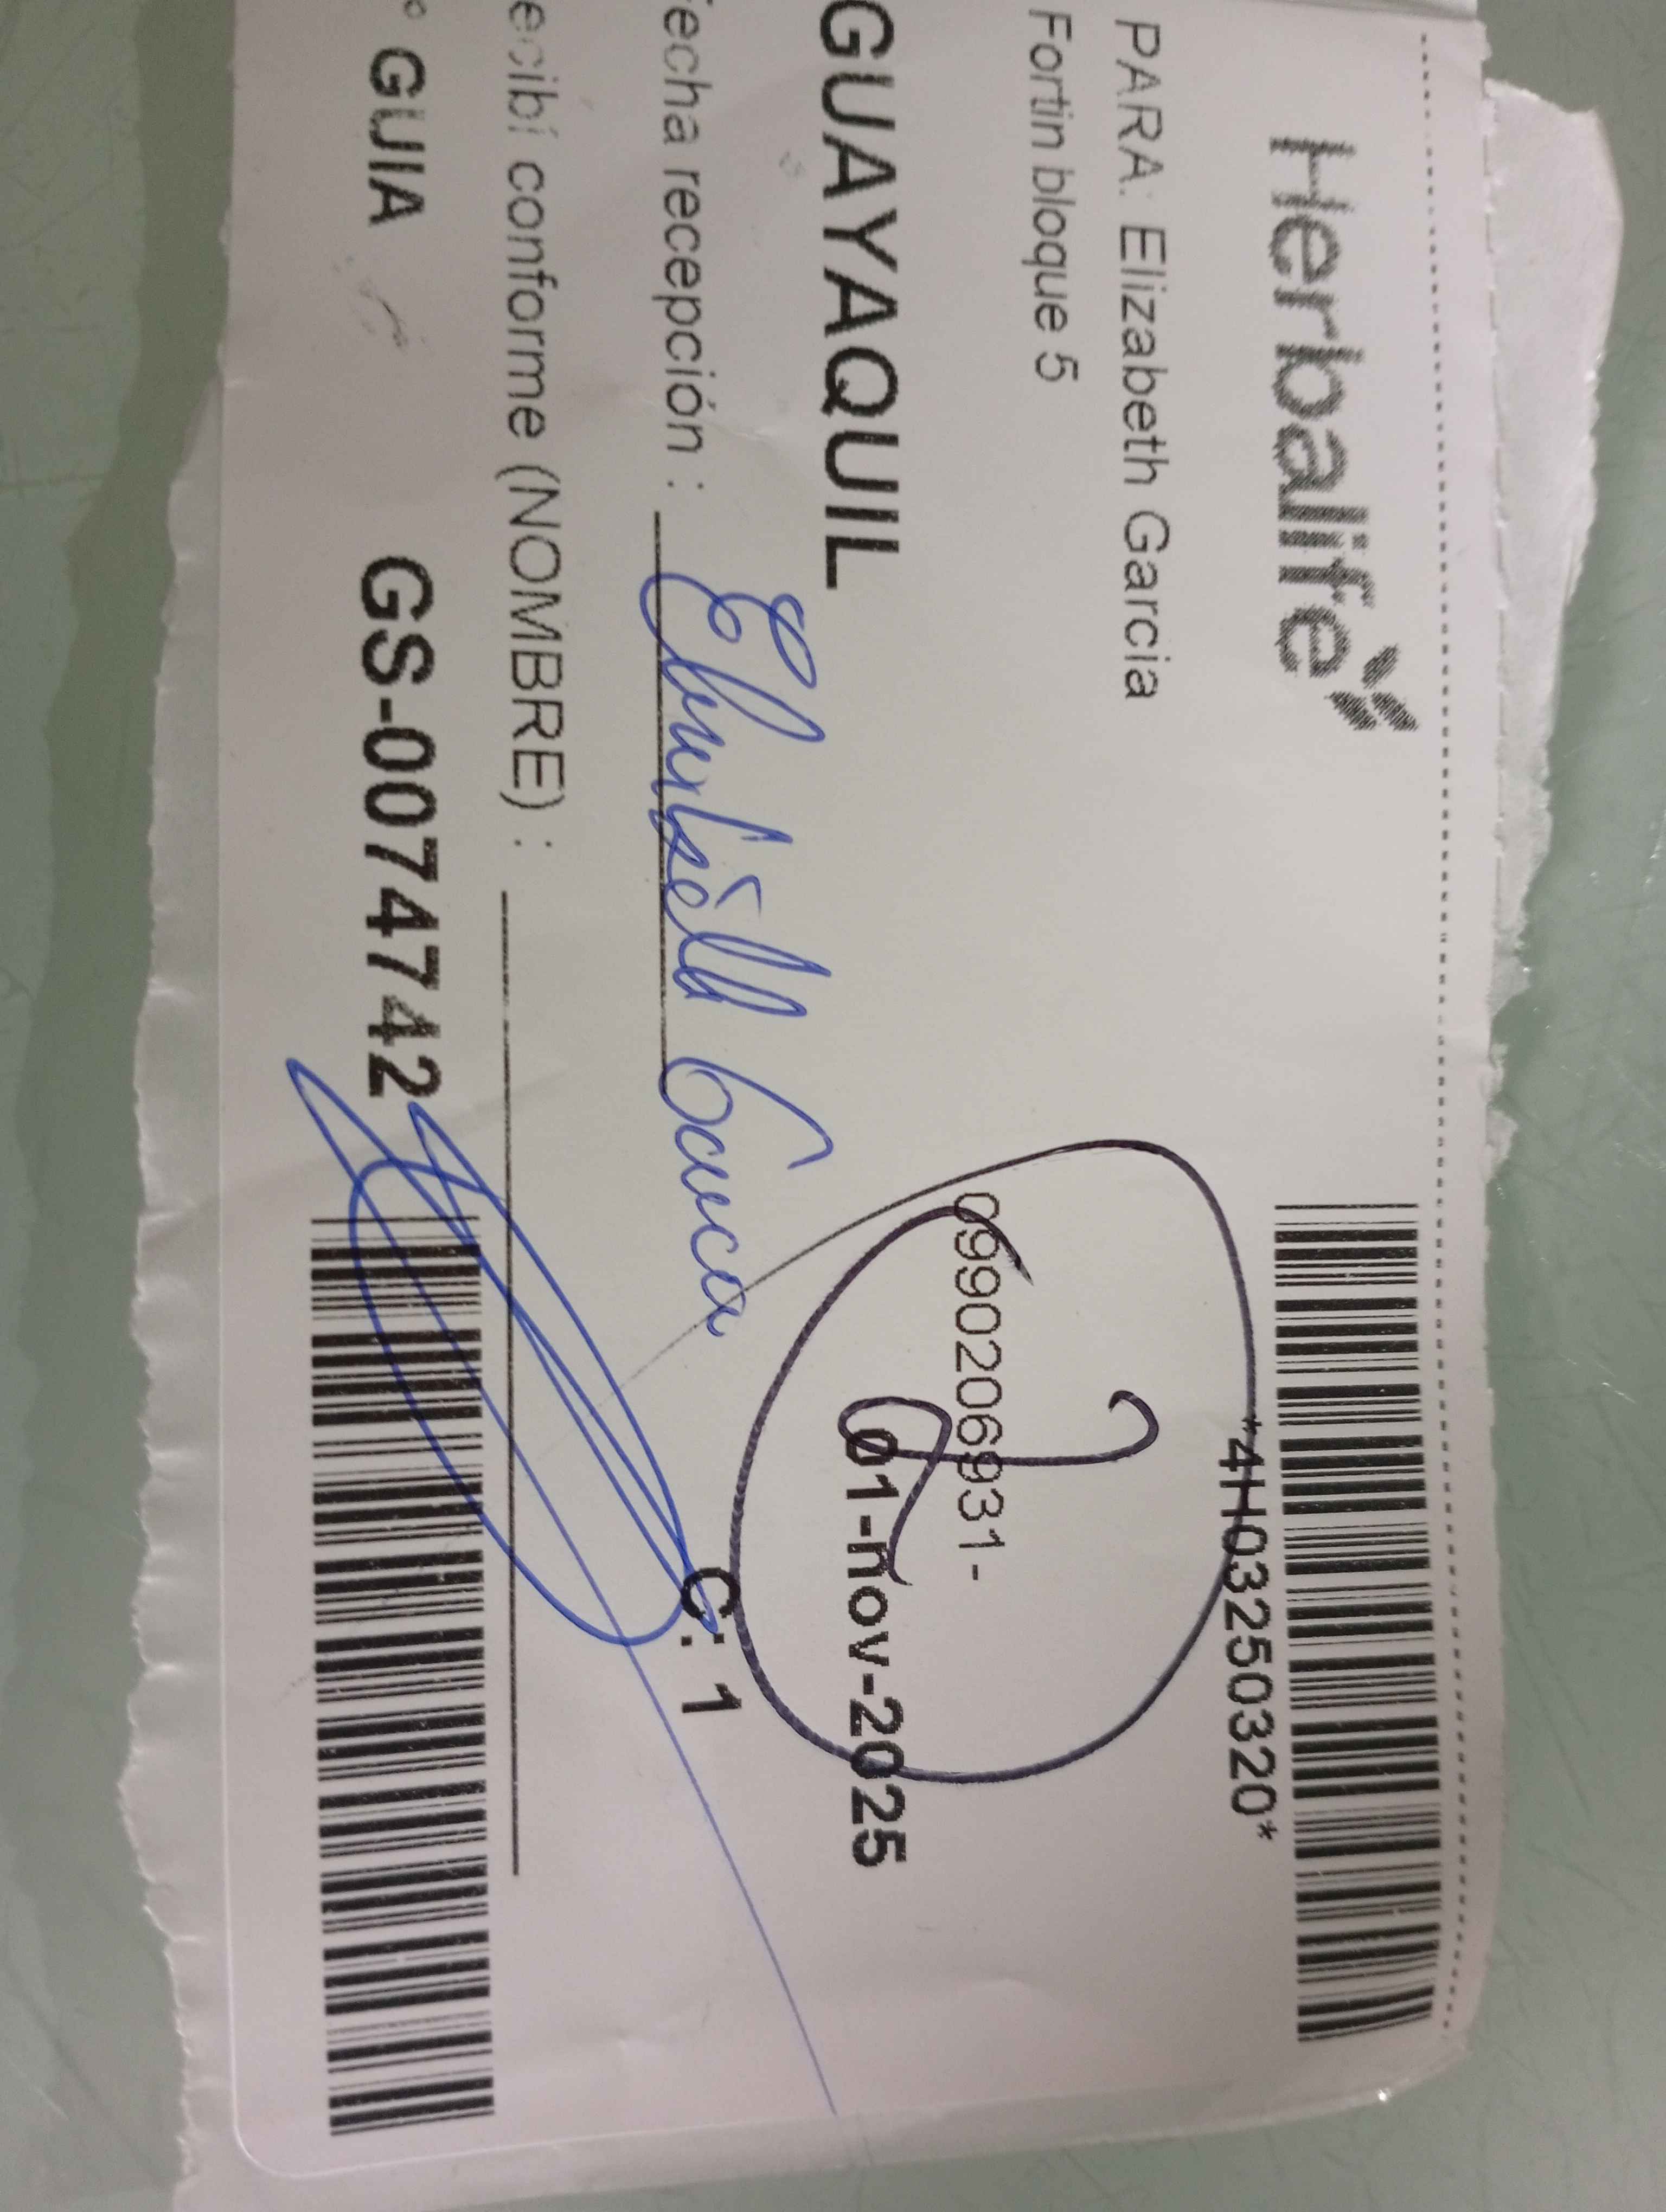 Herbalife
*4H03250320*
PARA: Elizabeth Garcia
Fortin bloque 5
0990206931-
GUAYAQUIL
01-nov-2025
echa recepción :
C: 1
ecibí conforme (NOMBRE) :
° GUIA GS-00747742